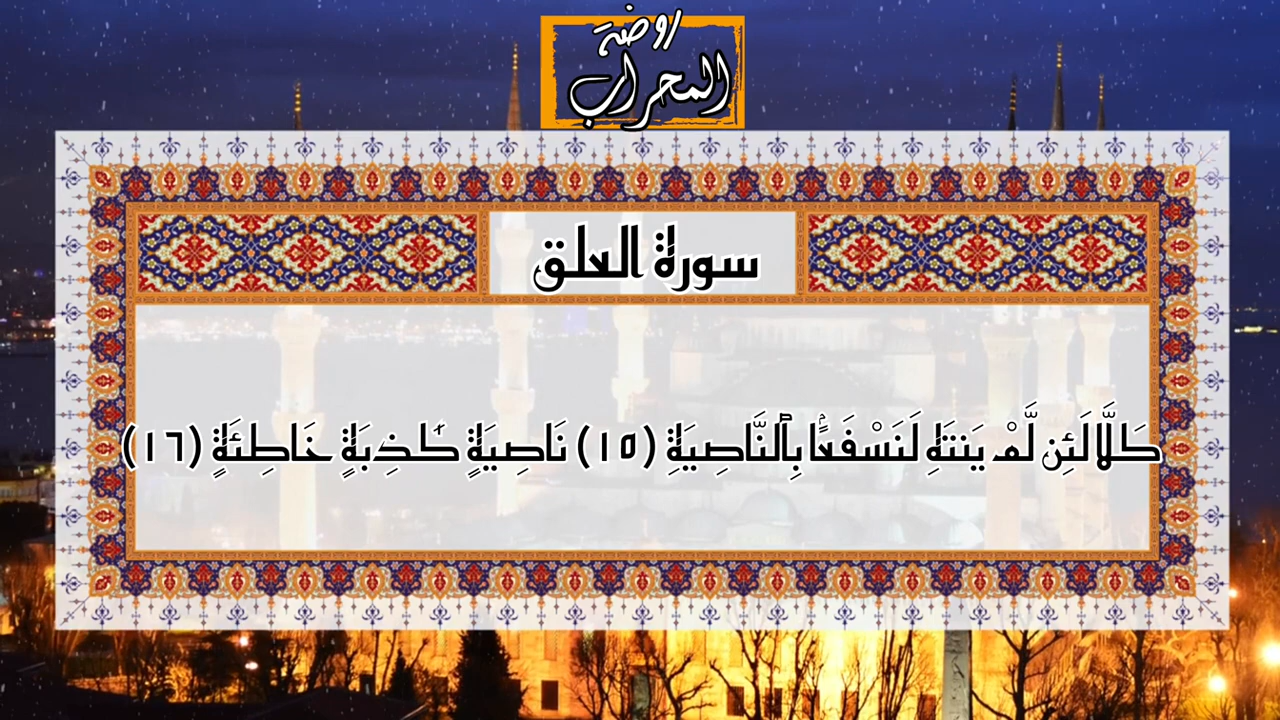 روضة
المحراب
سورة العلق
كَلَّا لَئِن لَّمْ يَنتَهِ لَنَسْفَعًۢا بِٱلنَّاصِيَةِ (١٥) نَاصِيَةٍ كَٰذِبَةٍ خَاطِئَةٍ (١٦)